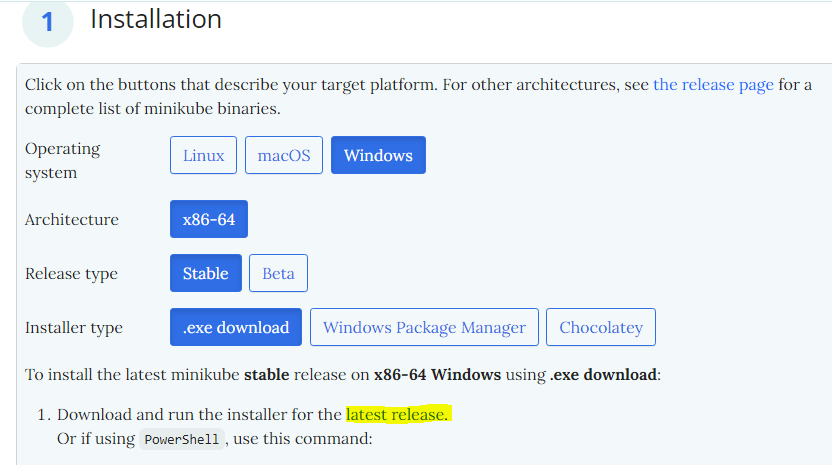 1 Installation
Click on the buttons that describe your target platform. For other architectures, see the release page for a
complete list of minikube binaries.
Operating system Linux macOS Windows
Architecture x86-64
Release type Stable Beta
Installer type .exe download Windows Package Manager Chocolatey
To install the latest minikube stable release on x86-64 Windows using .exe download:
1. Download and run the installer for the latest release.
Or if using PowerShell, use this command: